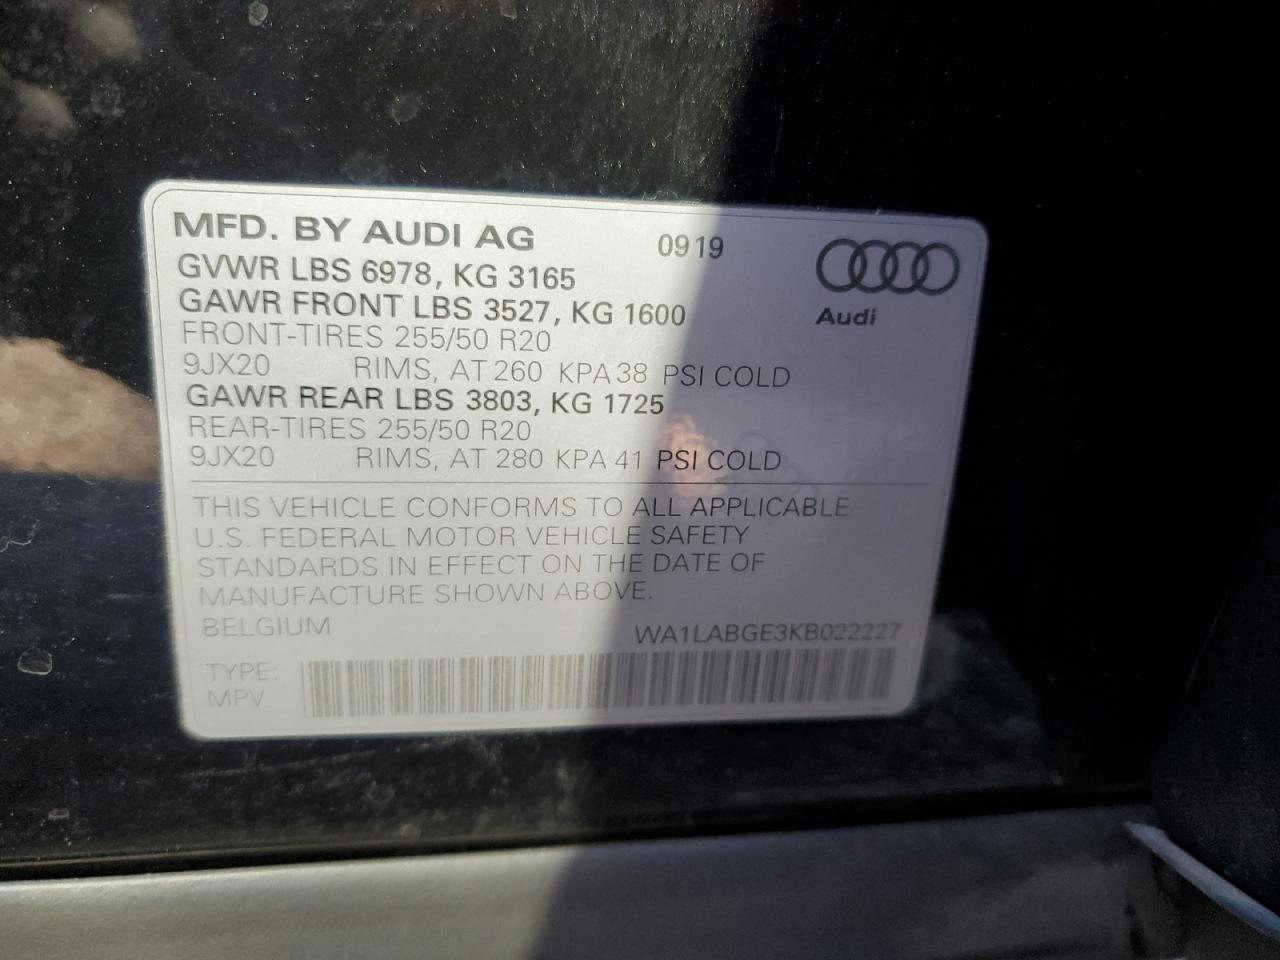 MFD. BY AUDI AG 0919
GVWR LBS 6978, KG 3165
GAWR FRONT LBS 3527, KG 1600
Audi
FRONT-TIRES 255/50 R20
9JX20 RIMS, AT 260 KPA 38 PSI COLD
GAWR REAR LBS 3803, KG 1725
REAR-TIRES 255/50 R20
9JX20 RIMS, AT 280 KPA 41 PSI COLD
THIS VEHICLE CONFORMS TO ALL APPLICABLE
U.S. FEDERAL MOTOR VEHICLE SAFETY
STANDARDS IN EFFECT ON THE DATE OF
MANUFACTURE SHOWN ABOVE.
BELGIUM WA1LABGE3KB022227
TYPE:
MPV